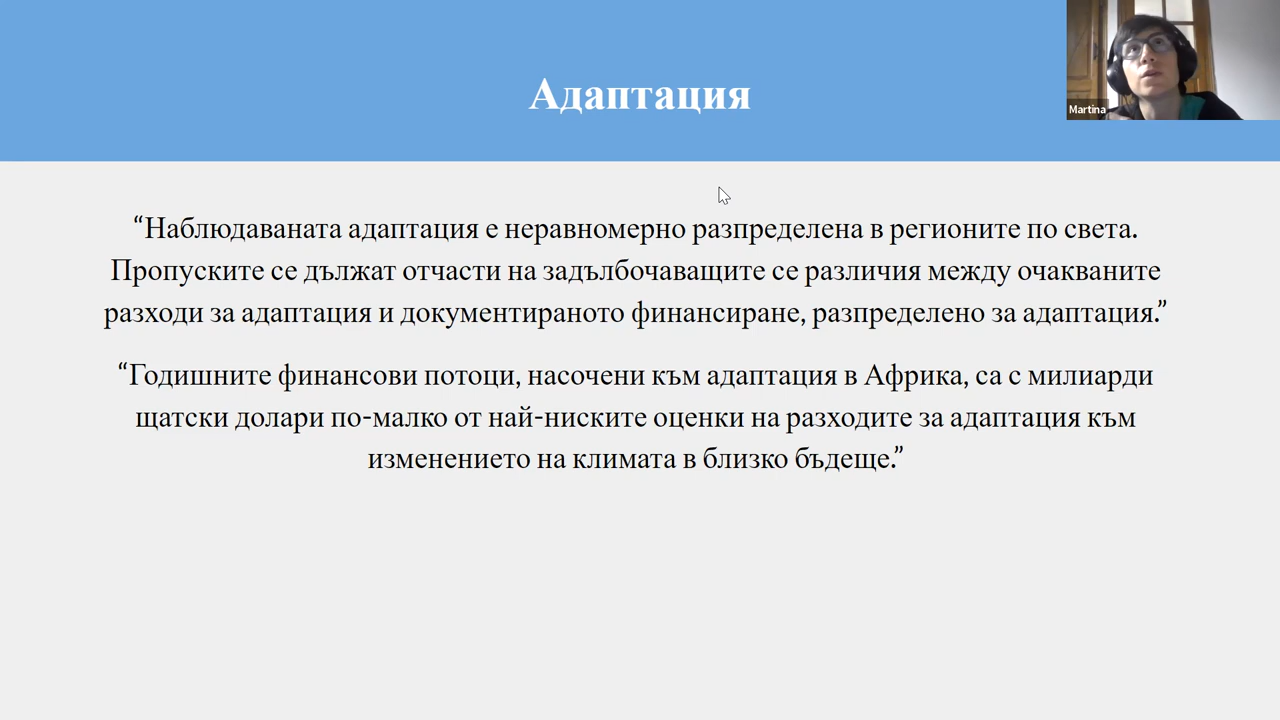 Адаптация
Martina
“Наблюдаваната адаптация е неравномерно разпределена в регионите по света.
Пропуските се дължат отчасти на задълбочаващите се различия между очакваните
разходи за адаптация и документираното финансиране, разпределено за адаптация.”
“Годишните финансови потоци, насочени към адаптация в Африка, са с милиарди
щатски долари по-малко от най-ниските оценки на разходите за адаптация към
изменението на климата в близко бъдеще.”